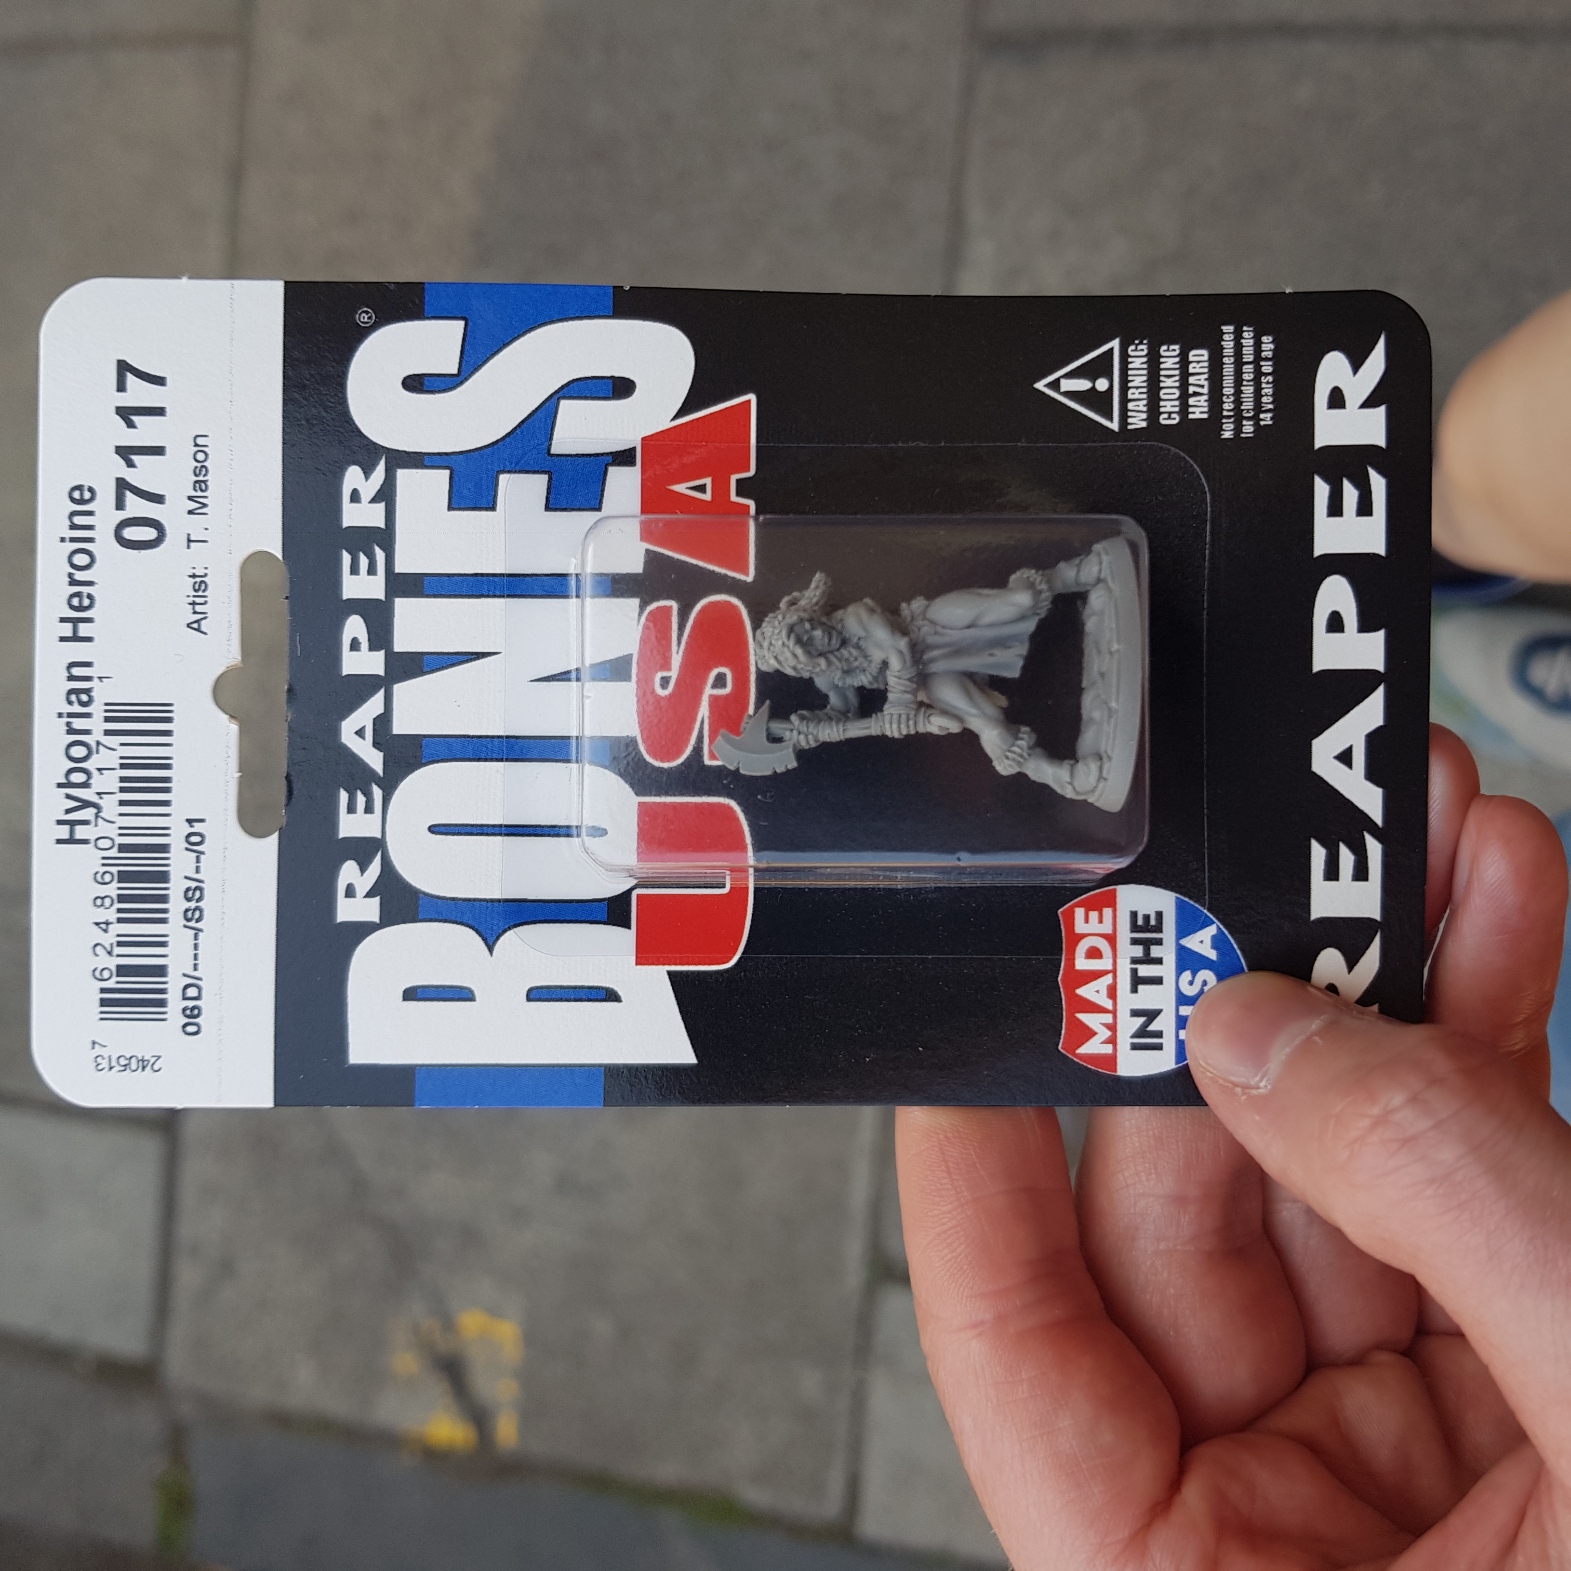 Hyborian Heroine
240513
7 62486 07117 1
07117
06D/----/SS/--/01
Artist: T. Mason
REAPER
BONES®
USA
MADE
IN THE
USA
WARNING:
CHOKING
HAZARD
Not recommended
for children under
14 years of age
REAPER